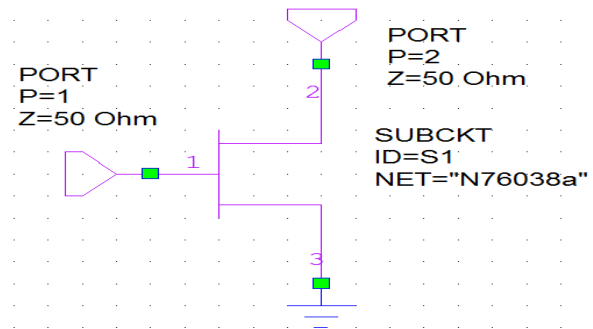 PORT
P=2
Z=50 Ohm
PORT
P=1
Z=50 Ohm
2
SUBCKT
ID=S1
NET="N76038a"
1
3